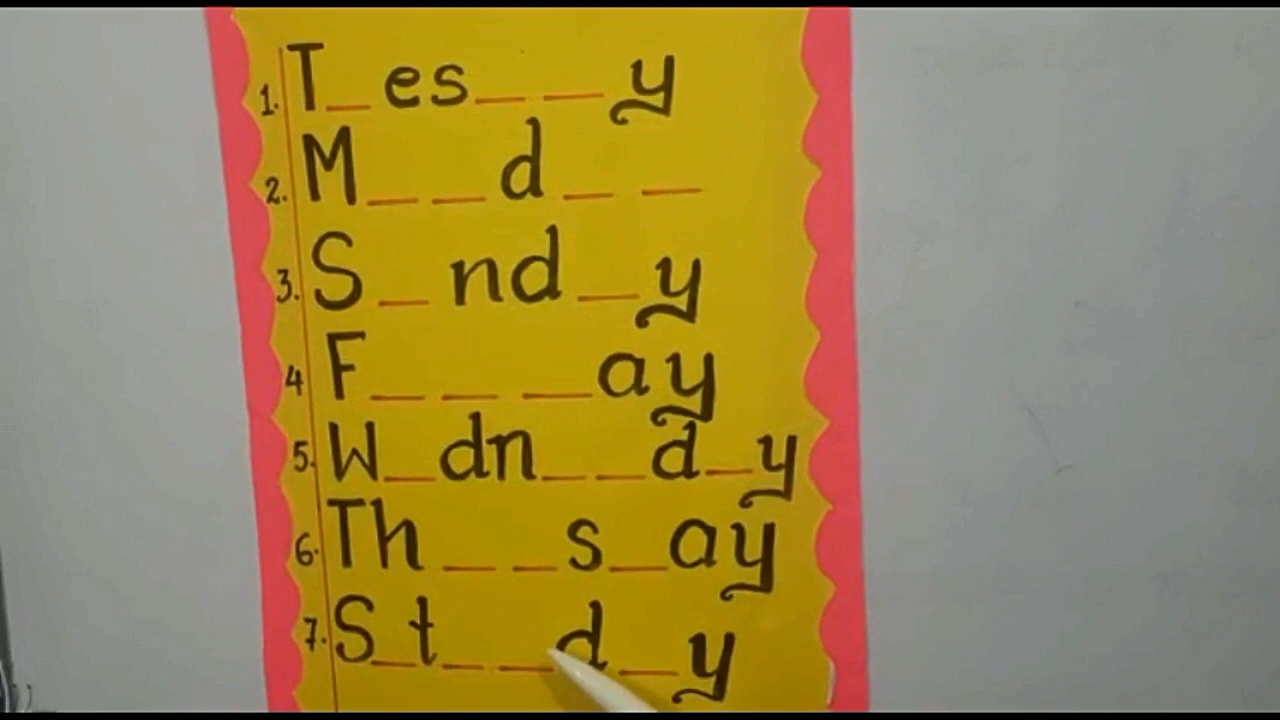 1. T_es_ _y
2. M_ _d_ _
3. S_nd_y
4 F_ _ _ay
5. W_dn_ _d_y
6. Th_ _s_ay
7. S_t_ _d_y